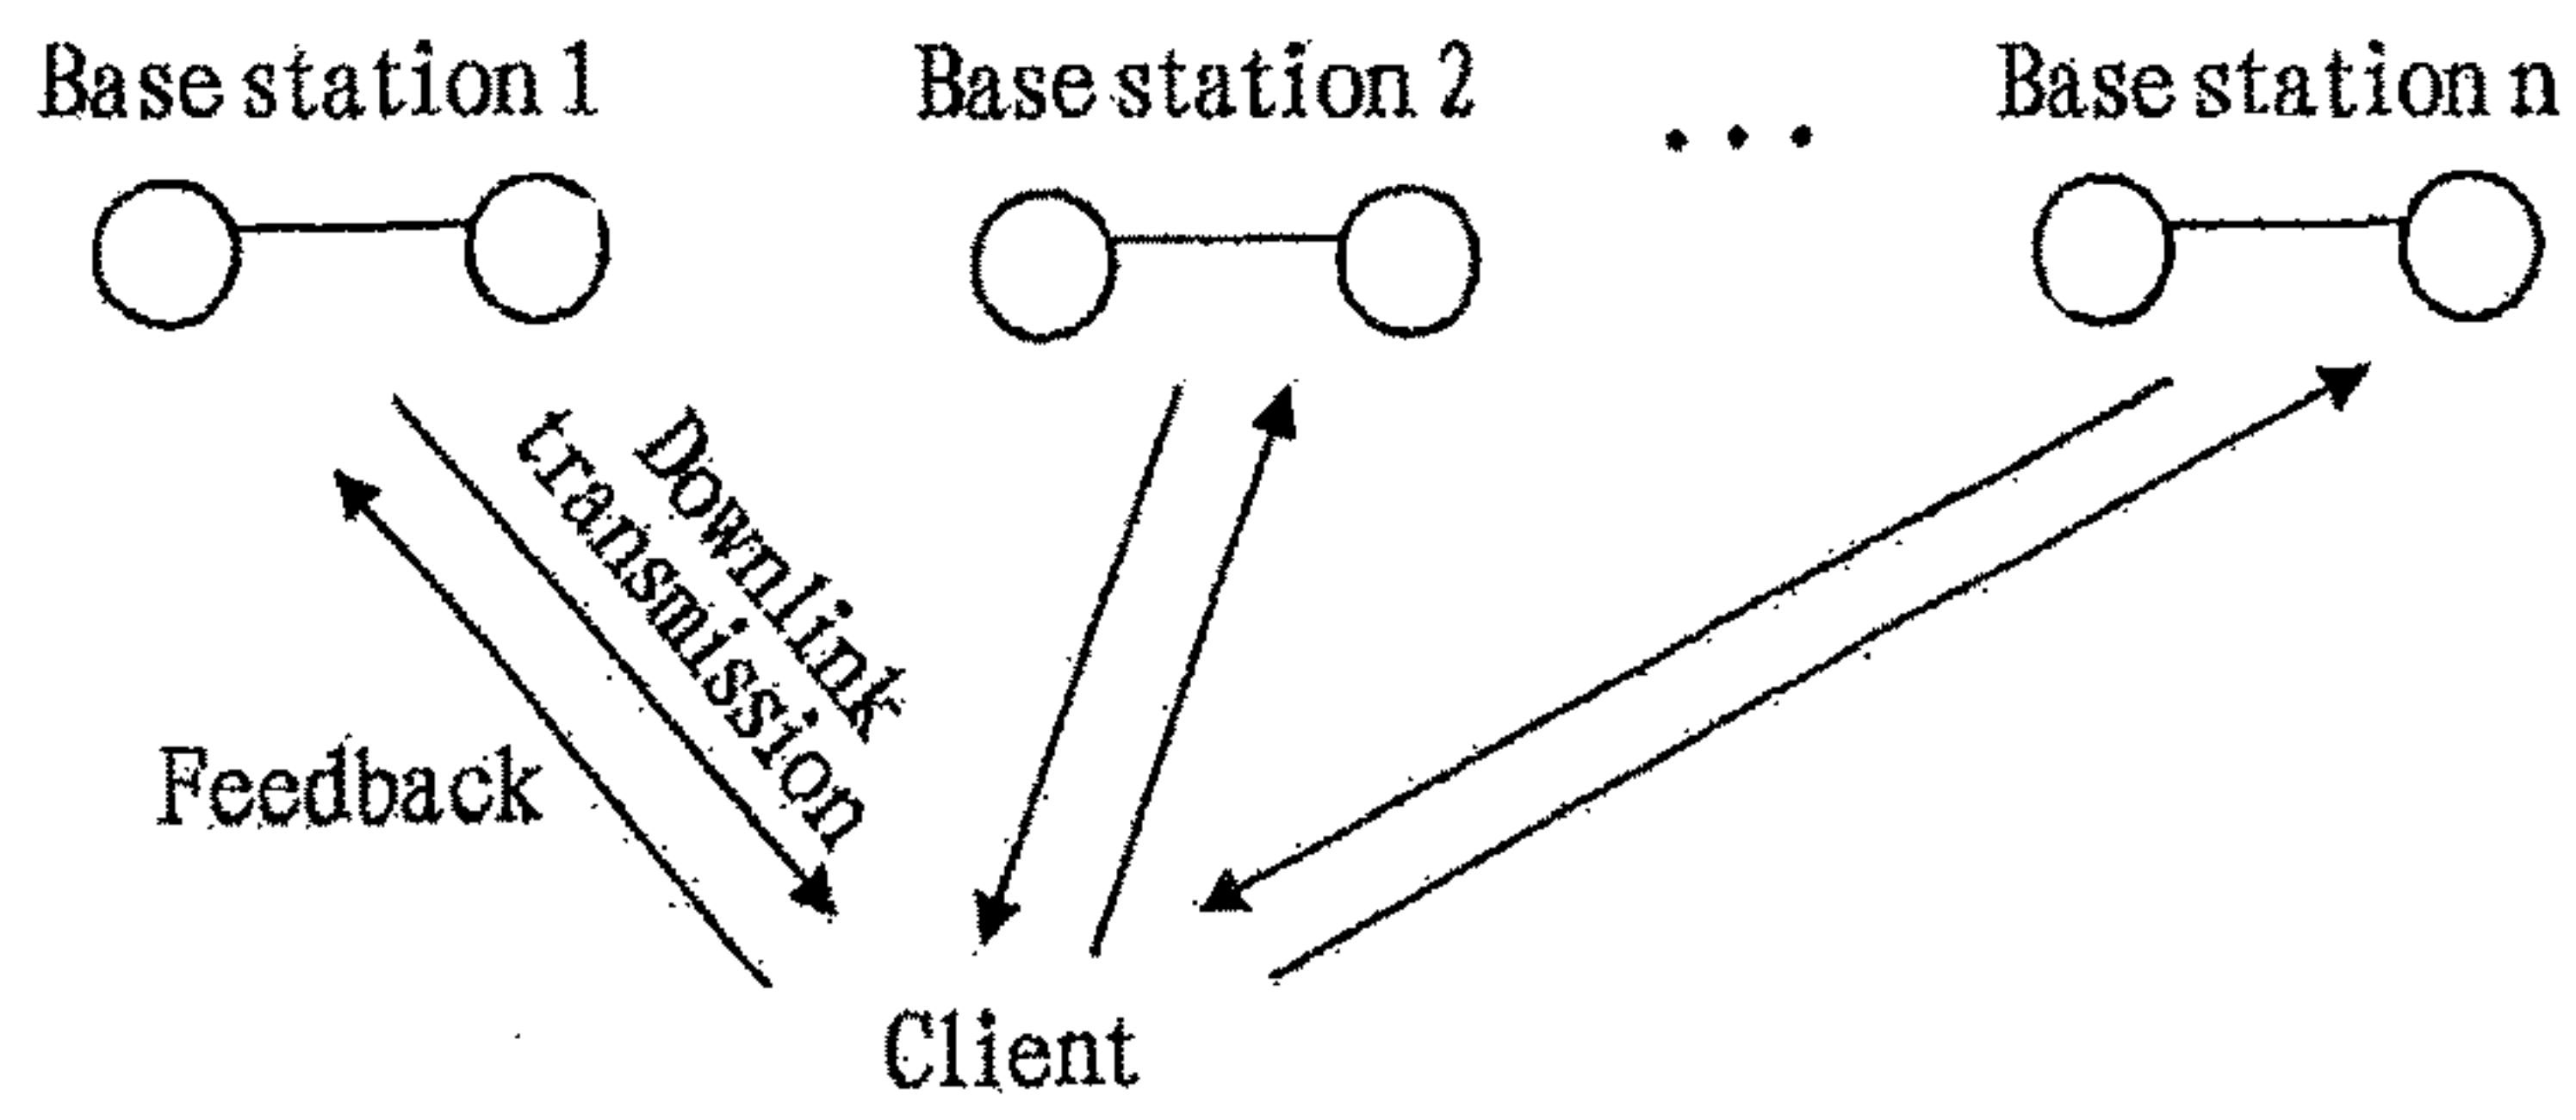 Base station 1
Base station 2
...
Base station n
Downlink
transmission
Feedback
Client